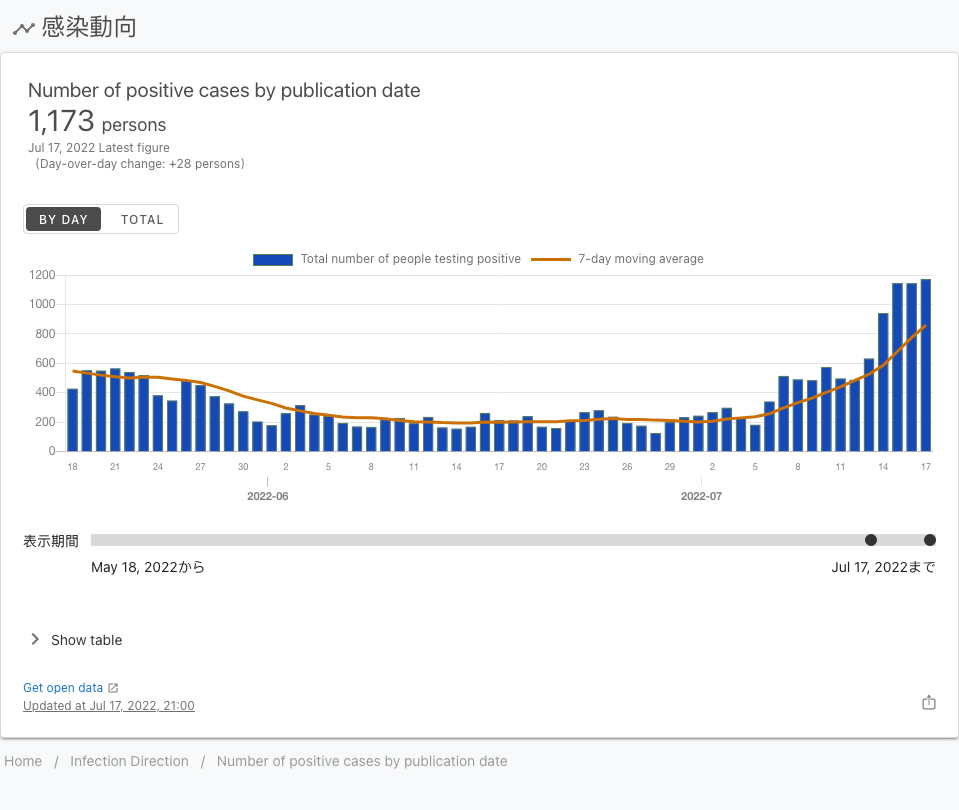 感染動向
Number of positive cases by publication date
1,173 persons
Jul 17, 2022 Latest figure
(Day-over-day change: +28 persons)
BY DAY TOTAL
Total number of people testing positive 7-day moving average
1200
1000
800
600
400
200
0
18 21 24 27 30 2 5 8 11 14 17 20 23 26 29 2 5 8 11 14 17
2022-06 2022-07
表示期間
May 18, 2022から Jul 17, 2022まで
Show table
Get open data
Updated at Jul 17, 2022, 21:00
Home / Infection Direction / Number of positive cases by publication date